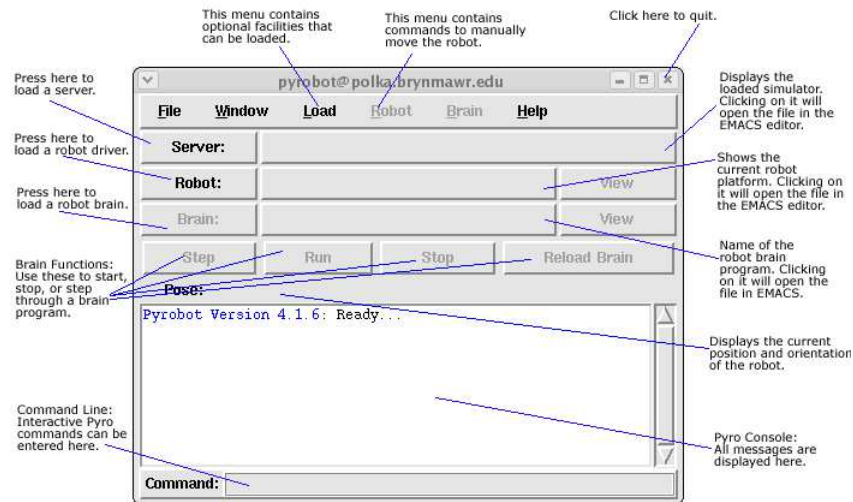 This menu contains
optional facilities that
can be loaded.
This menu contains
commands to manually
move the robot.
Click here to quit.
Press here to
load a server.
pyrobot@polka.brynmawr.edu
Displays the
loaded simulator.
Clicking on it will
open the file in the
EMACS editor.
File Window Load Robot Brain Help
Press here to
load a robot driver.
Server:
Robot: View
Shows the
current robot
platform. Clicking on
it will open the file in
the EMACS editor.
Press here to
load a robot brain.
Brain: View
Step Run Stop Reload Brain
Name of the
robot brain
program. Clicking
on it will open the
file in EMACS.
Brain Functions:
Use these to start,
stop, or step
through a brain
program.
Pose:
Pyrobot Version 4.1.6: Ready...
Displays the current
position and orientation
of the robot.
Command Line:
Interactive Pyro
commands can be
entered here.
Pyro Console:
All messages are
displayed here.
Command: